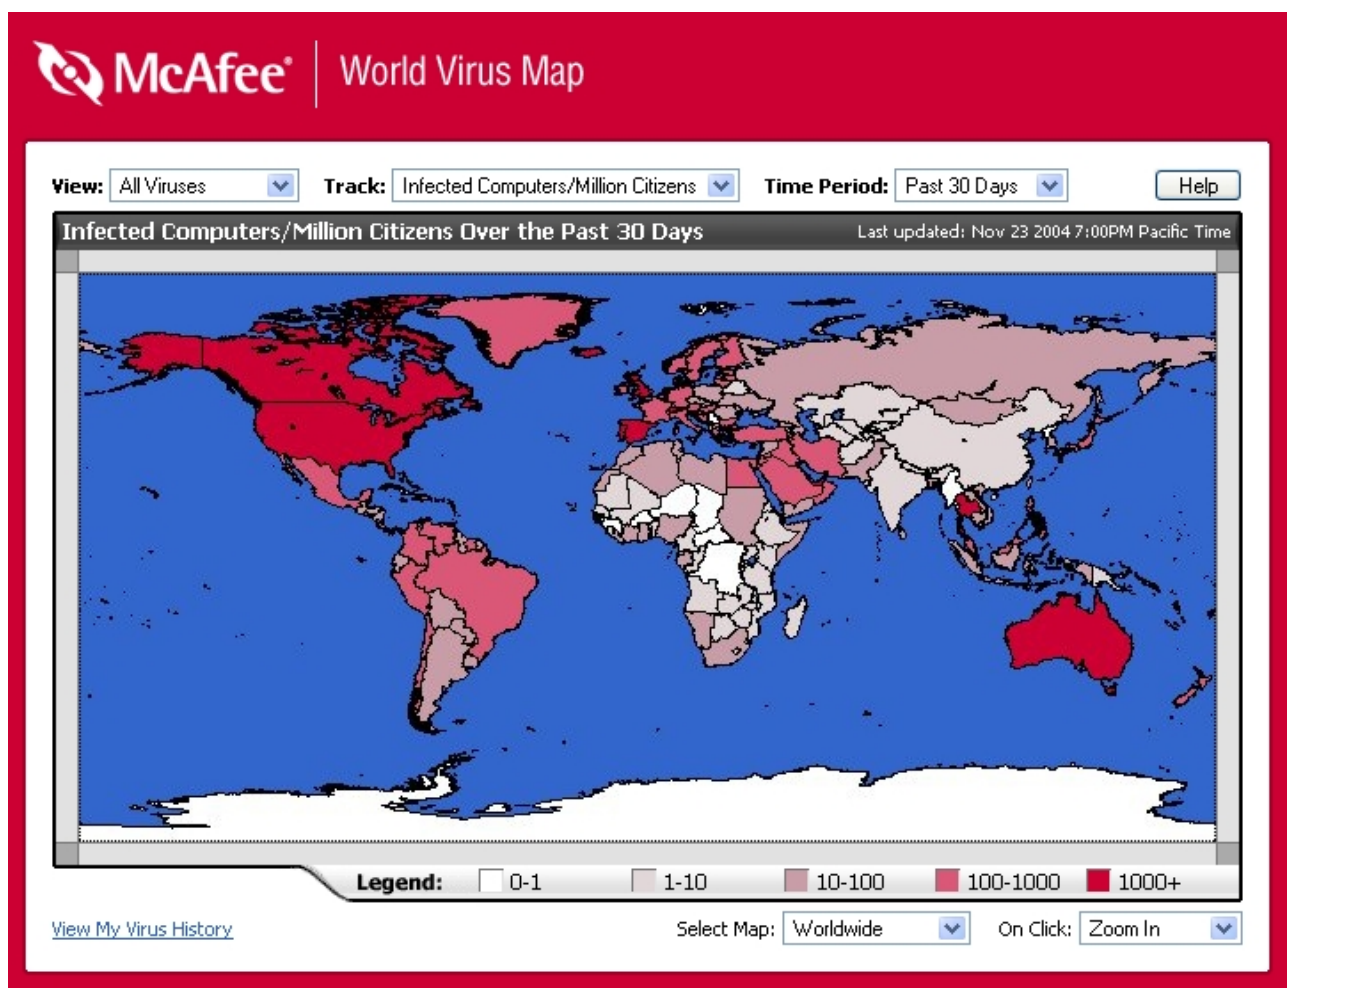 McAfee® World Virus Map
View: All Viruses Track: Infected Computers/Million Citizens Time Period: Past 30 Days Help
Infected Computers/Million Citizens Over the Past 30 Days Last updated: Nov 23 2004 7:00PM Pacific Time
Legend: 0-1 1-10 10-100 100-1000 1000+
View My Virus History Select Map: Worldwide On Click: Zoom In